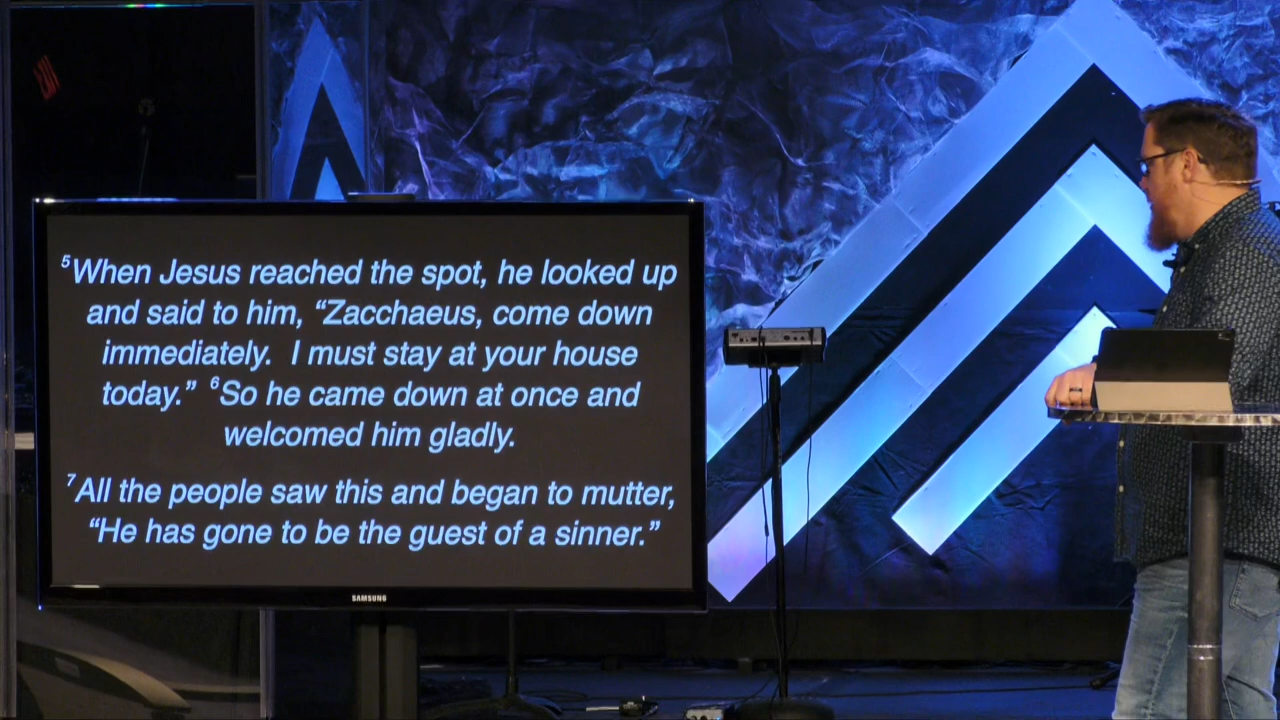 ⁵When Jesus reached the spot, he looked up
and said to him, “Zacchaeus, come down
immediately.  I must stay at your house
today.” ⁶So he came down at once and
welcomed him gladly.
⁷All the people saw this and began to mutter,
“He has gone to be the guest of a sinner.”
SAMSUNG